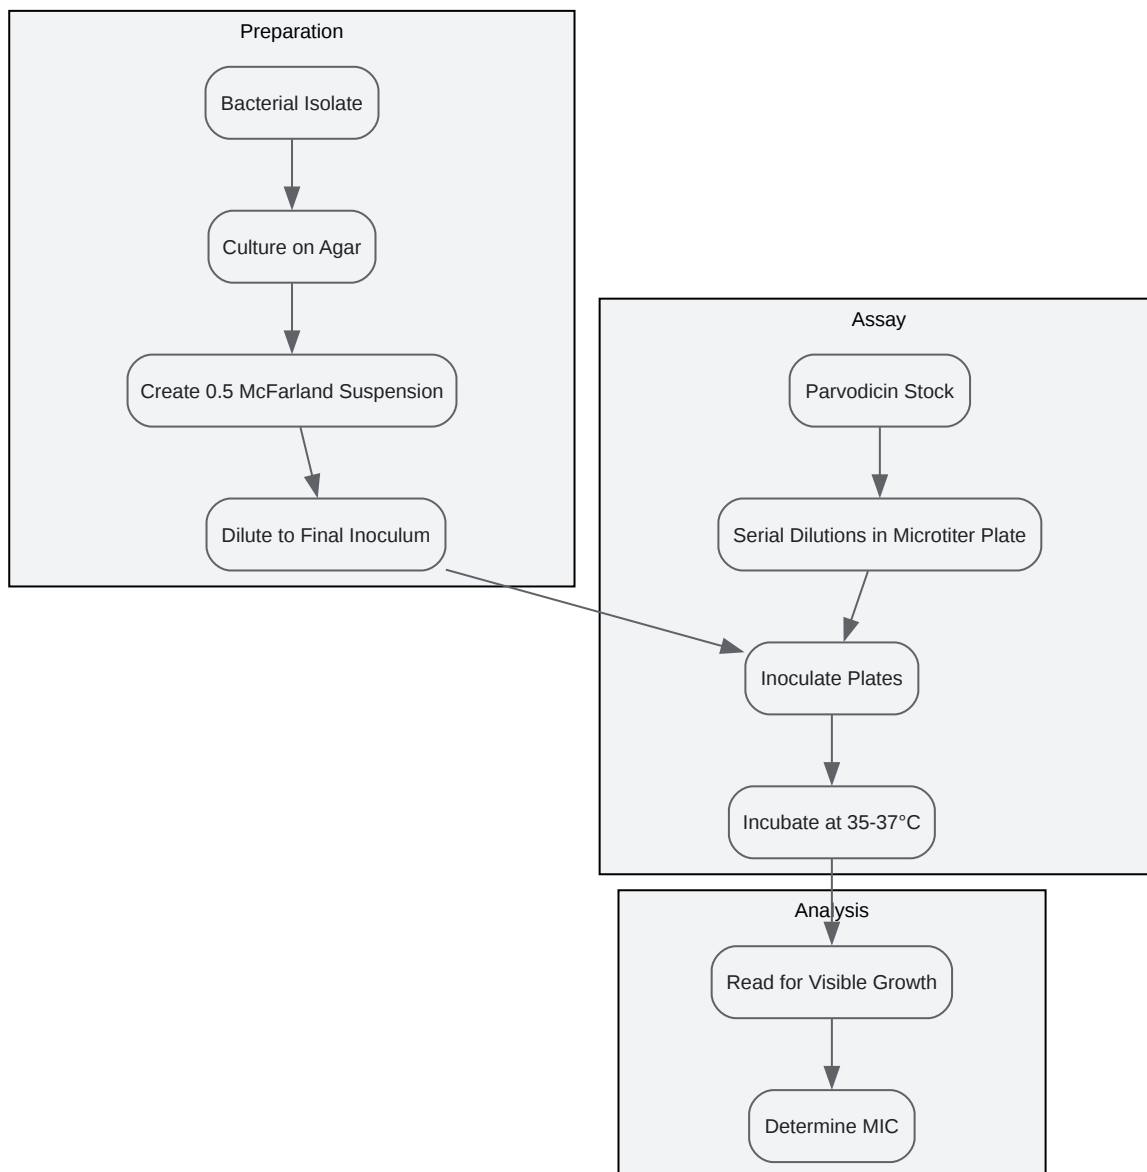 Preparation
Bacterial Isolate
Culture on Agar
Create 0.5 McFarland Suspension
Dilute to Final Inoculum
Assay
Parvodicin Stock
Serial Dilutions in Microtiter Plate
Inoculate Plates
Incubate at 35-37°C
Analysis
Read for Visible Growth
Determine MIC